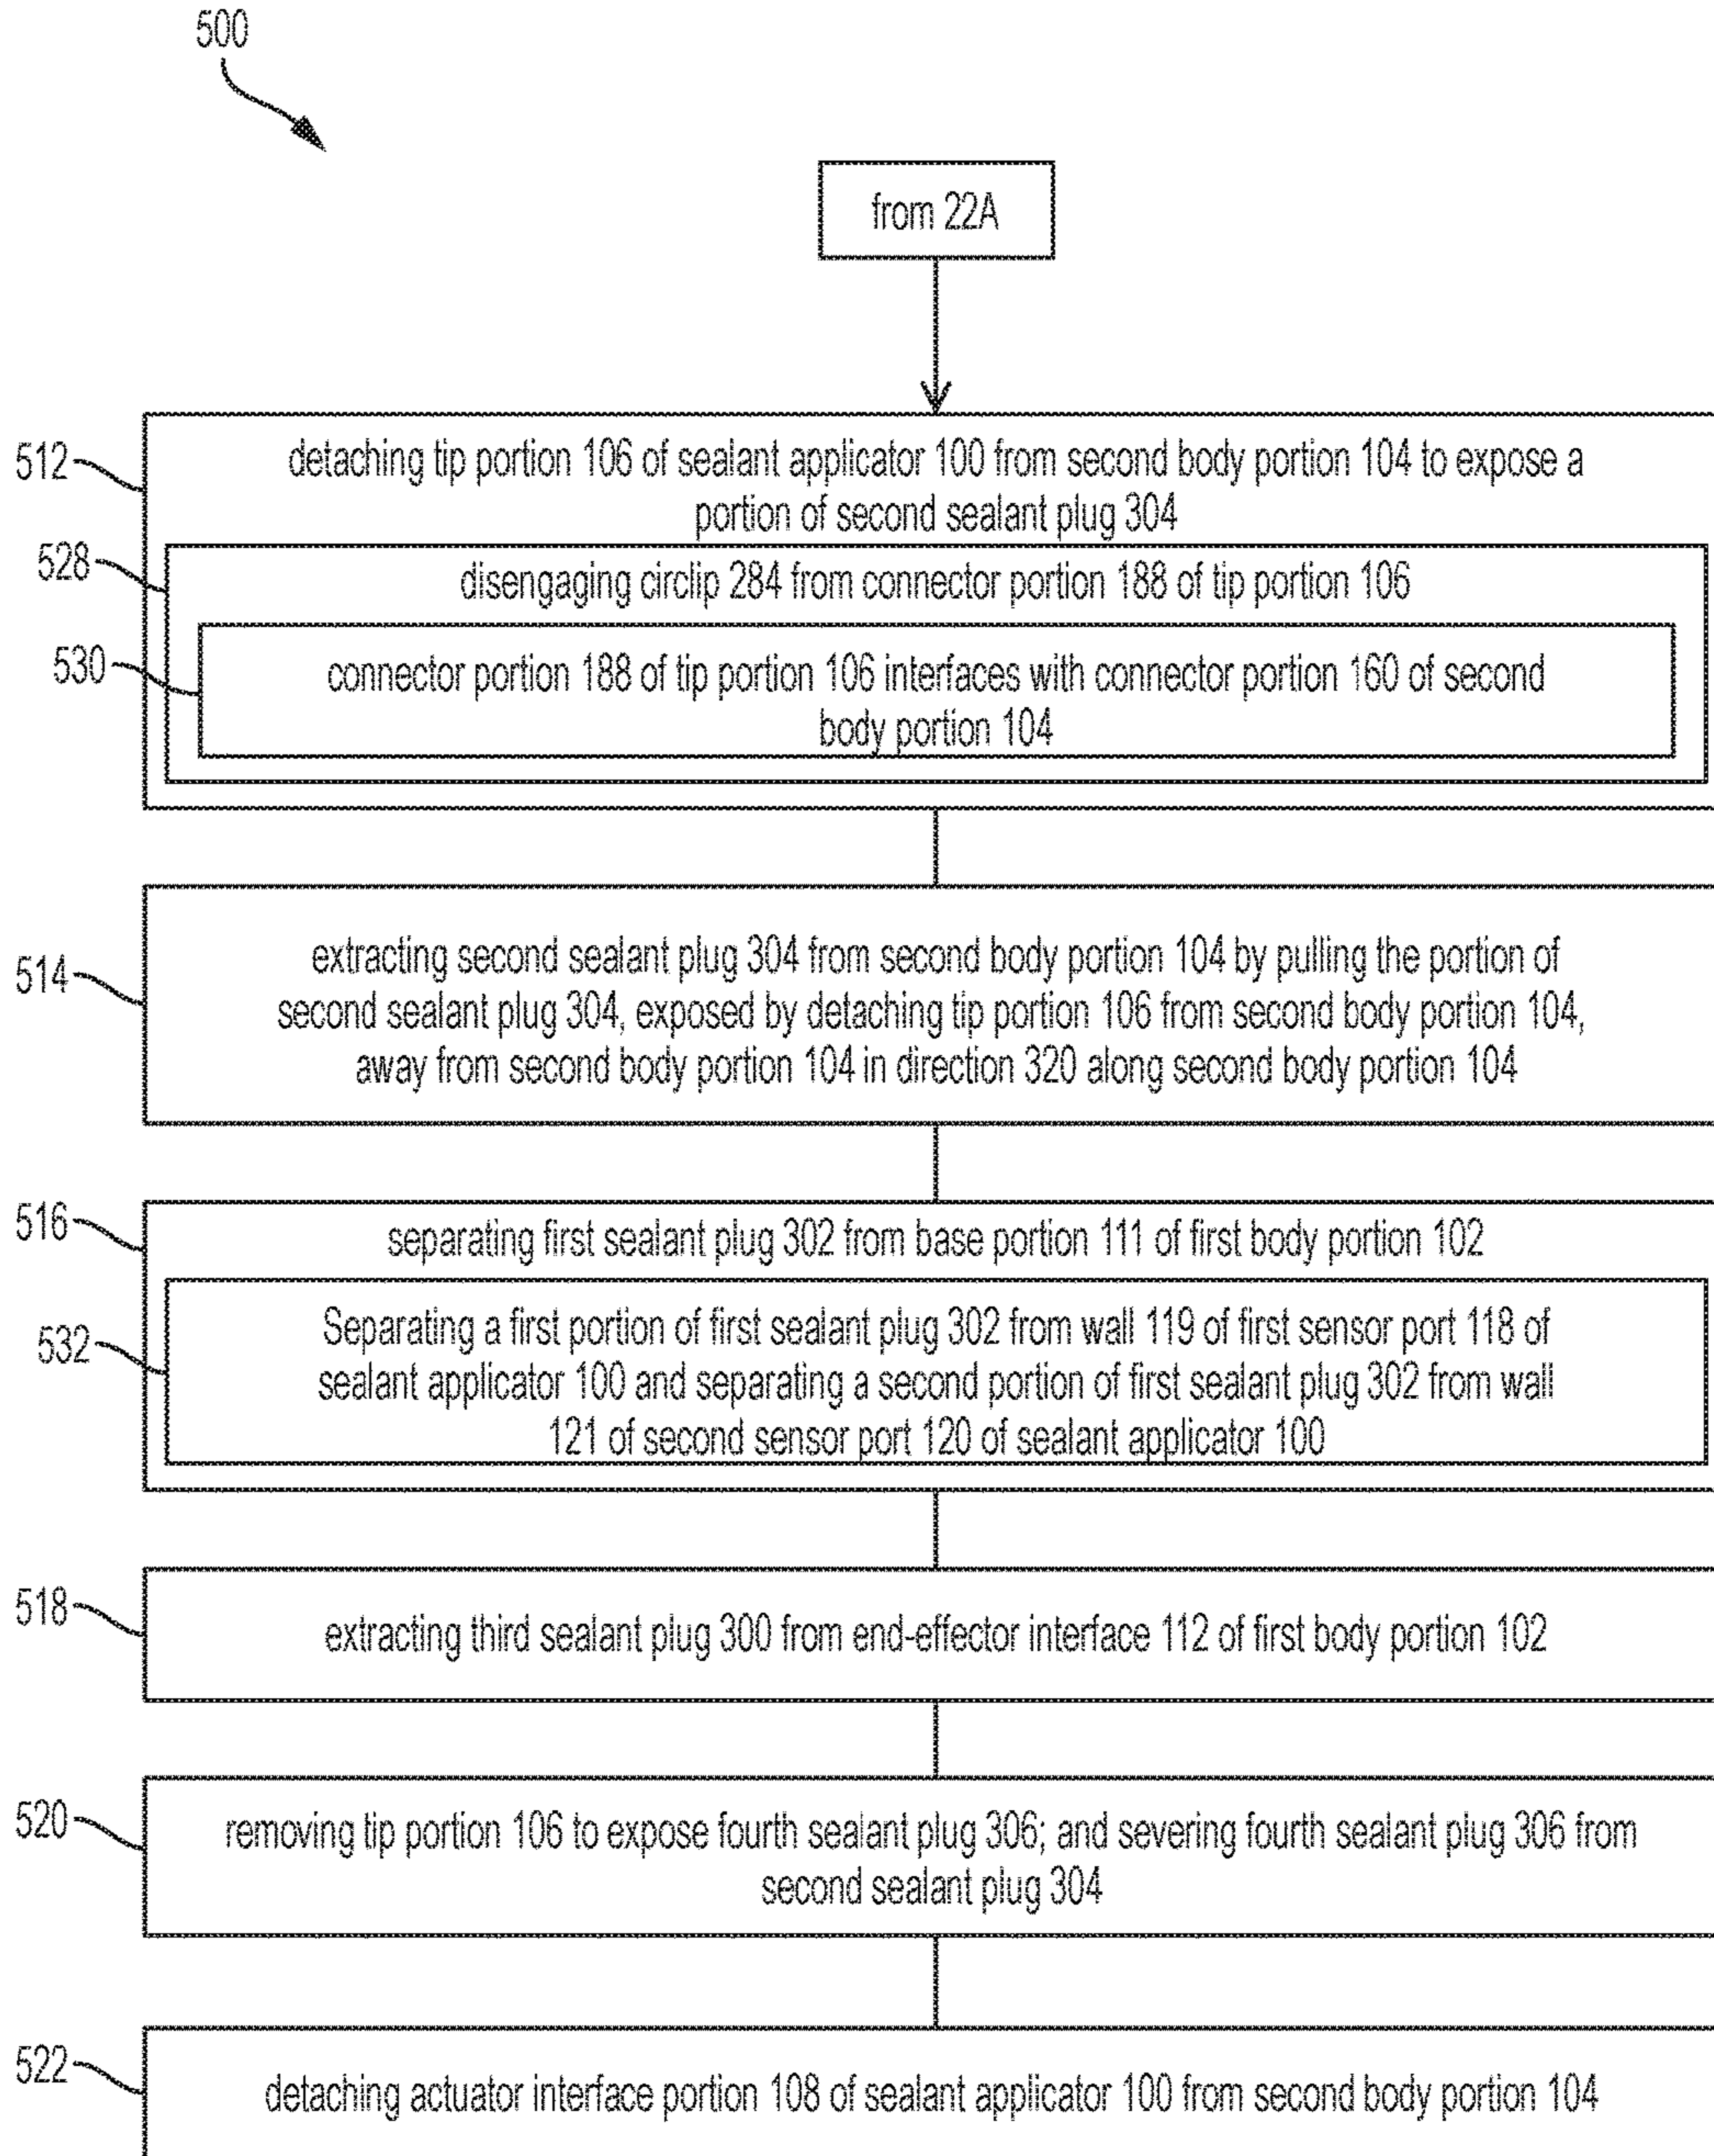 500
from 22A
512
detaching tip portion 106 of sealant applicator 100 from second body portion 104 to expose a
portion of second sealant plug 304
528
disengaging circlip 284 from connector portion 188 of tip portion 106
530
connector portion 188 of tip portion 106 interfaces with connector portion 160 of second
body portion 104
514
extracting second sealant plug 304 from second body portion 104 by pulling the portion of
second sealant plug 304, exposed by detaching tip portion 106 from second body portion 104,
away from second body portion 104 in direction 320 along second body portion 104
516
separating first sealant plug 302 from base portion 111 of first body portion 102
532
Separating a first portion of first sealant plug 302 from wall 119 of first sensor port 118 of
sealant applicator 100 and separating a second portion of first sealant plug 302 from wall
121 of second sensor port 120 of sealant applicator 100
518
extracting third sealant plug 300 from end-effector interface 112 of first body portion 102
520
removing tip portion 106 to expose fourth sealant plug 306; and severing fourth sealant plug 306 from
second sealant plug 304
522
detaching actuator interface portion 108 of sealant applicator 100 from second body portion 104